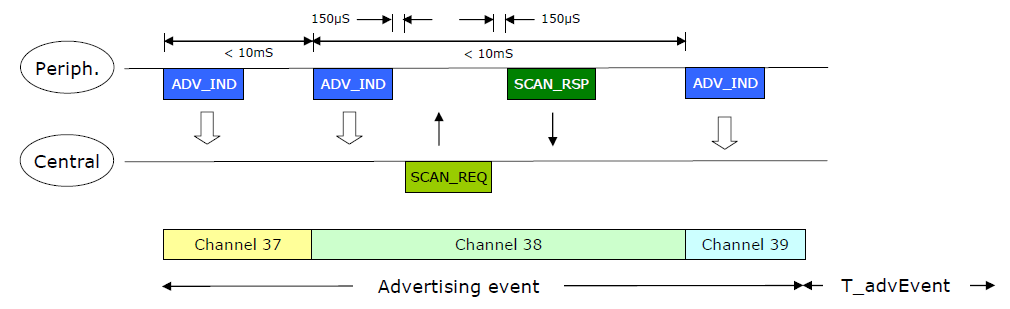 150µS
150µS
< 10mS
< 10mS
Periph.
ADV_IND
ADV_IND
SCAN_RSP
ADV_IND
Central
SCAN_REQ
Channel 37
Channel 38
Channel 39
Advertising event
T_advEvent